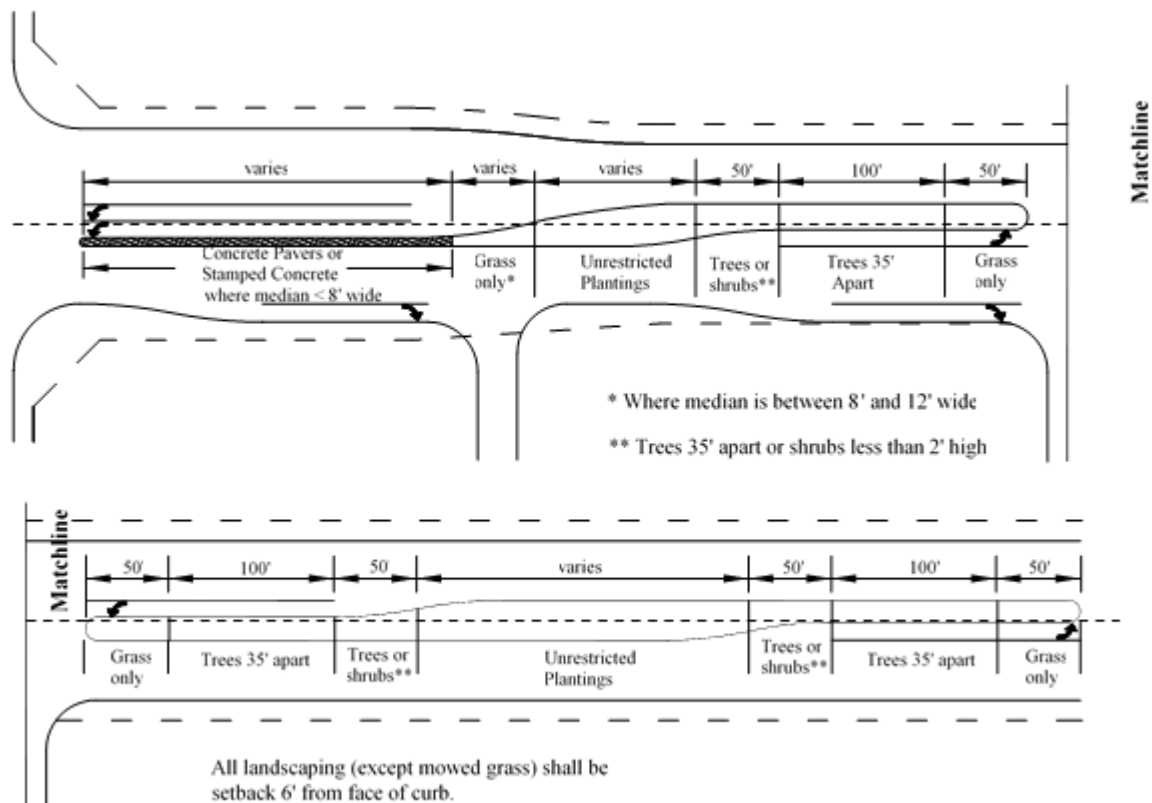 Matchline
varies
varies
varies
50'
100'
50'
Concrete Pavers or
Stamped Concrete
where median < 8' wide
Grass
only*
Unrestricted
Plantings
Trees or
shrubs**
Trees 35'
Apart
Grass
only
* Where median is between 8' and 12' wide
** Trees 35' apart or shrubs less than 2' high
Matchline
50'
100'
50'
varies
50'
100'
50'
Grass
only
Trees 35' apart
Trees or
shrubs**
Unrestricted
Plantings
Trees or
shrubs**
Trees 35' apart
Grass
only
All landscaping (except mowed grass) shall be
setback 6' from face of curb.